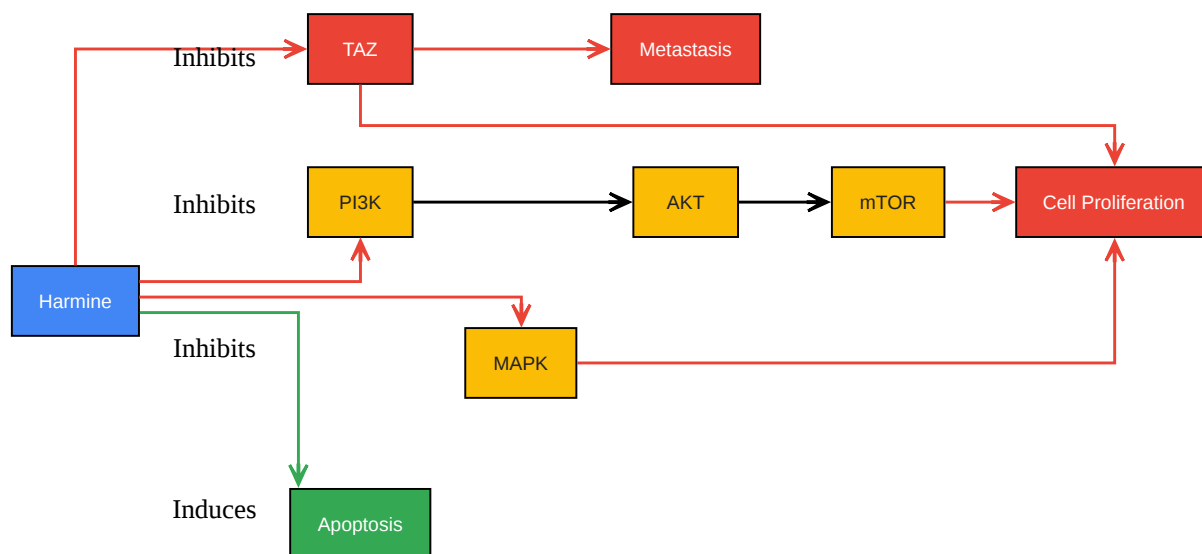 Inhibits
TAZ
Metastasis
Inhibits
PI3K
AKT
mTOR
Cell Proliferation
Harmine
Inhibits
MAPK
Induces
Apoptosis